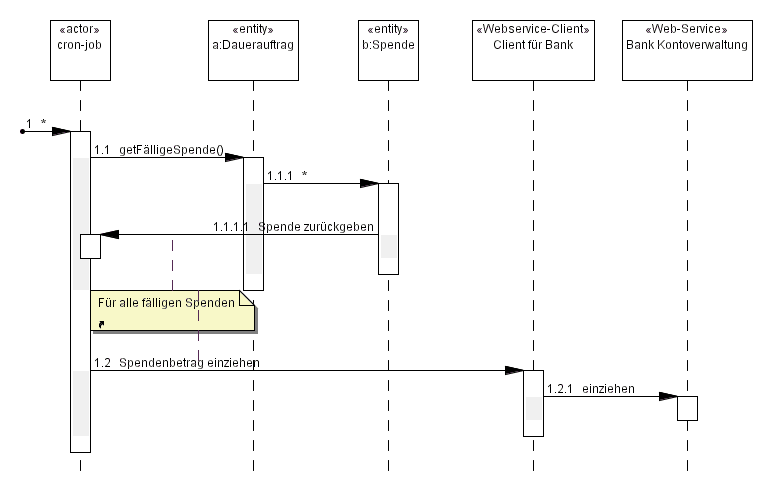 «actor»
cron-job
«entity»
a:Dauerauftrag
«entity»
b:Spende
«Webservice-Client»
Client für Bank
«Web-Service»
Bank Kontoverwaltung
1 *
1.1 getFälligeSpende()
1.1.1 *
1.1.1.1 Spende zurückgeben
Für alle fälligen Spenden
1.2 Spendenbetrag einziehen
1.2.1 einziehen